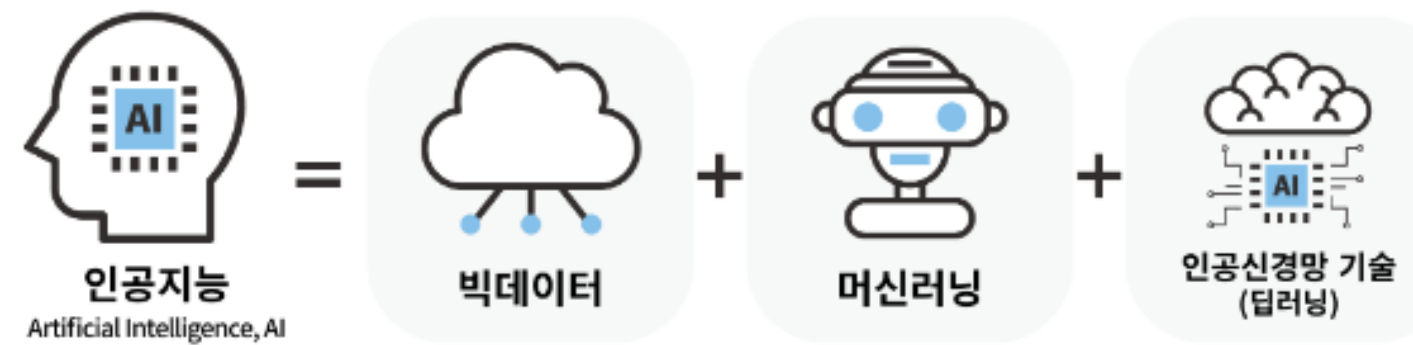 AI
=
인공지능
Artificial Intelligence, AI
빅데이터
+
머신러닝
+
AI
인공신경망 기술
(딥러닝)